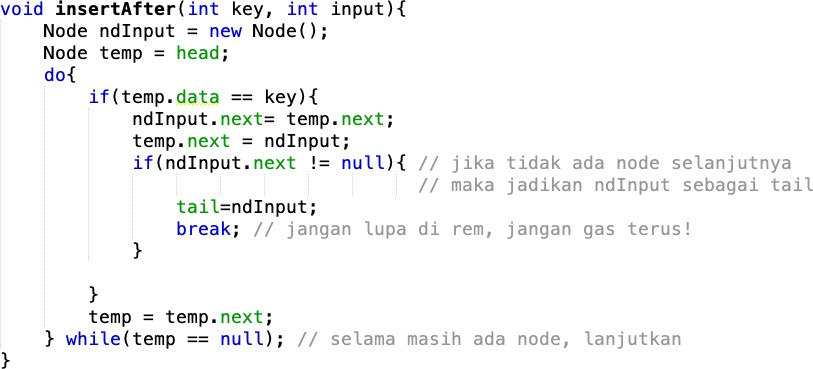 void insertAfter(int key, int input){
    Node ndInput = new Node();
    Node temp = head;
    do{
        if(temp.data == key){
            ndInput.next= temp.next;
            temp.next = ndInput;
            if(ndInput.next != null){ // jika tidak ada node selanjutnya
                                      // maka jadikan ndInput sebagai tail
                tail=ndInput;
                break; // jangan lupa di rem, jangan gas terus!
            }

        }
        temp = temp.next;
    } while(temp == null); // selama masih ada node, lanjutkan
}